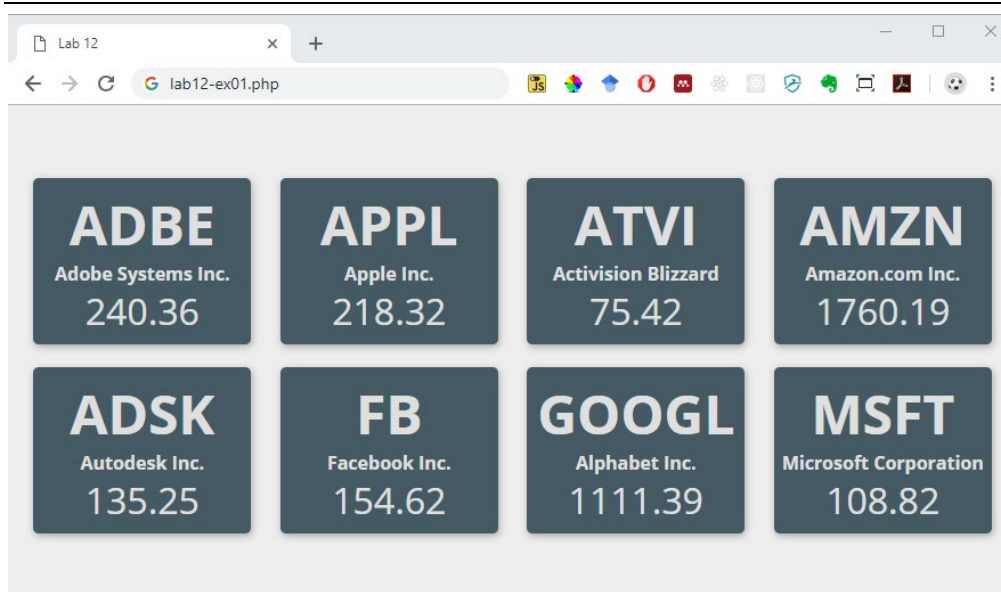 Lab 12
lab12-ex01.php
JS
ADBE
Adobe Systems Inc.
240.36
APPL
Apple Inc.
218.32
ATVI
Activision Blizzard
75.42
AMZN
Amazon.com Inc.
1760.19
ADSK
Autodesk Inc.
135.25
FB
Facebook Inc.
154.62
GOOGL
Alphabet Inc.
1111.39
MSFT
Microsoft Corporation
108.82